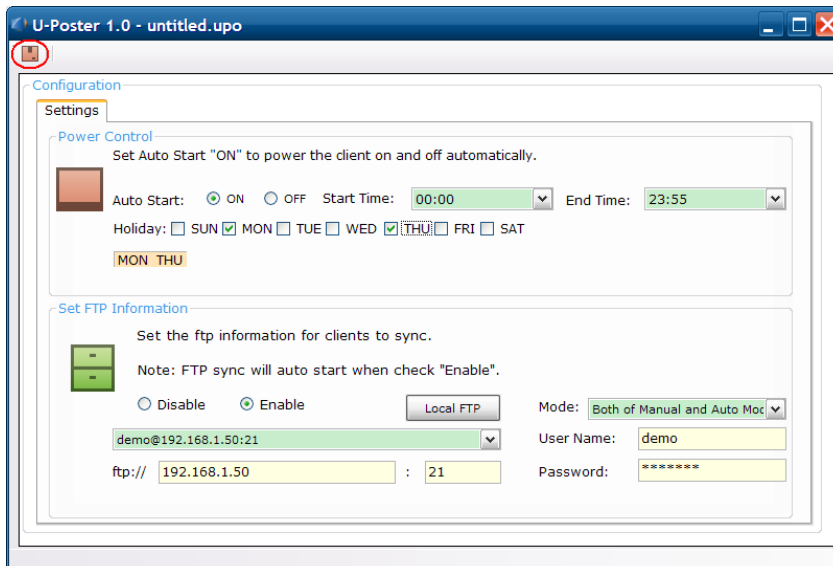 U-Poster 1.0 - untitled.upo
Configuration
Settings
Power Control
Set Auto Start "ON" to power the client on and off automatically.
Auto Start: ON OFF Start Time: 00:00 End Time: 23:55
Holiday: SUN MON TUE WED THU FRI SAT
MON THU
Set FTP Information
Set the ftp information for clients to sync.
Note: FTP sync will auto start when check "Enable".
Disable Enable Local FTP Mode: Both of Manual and Auto Moc
demo@192.168.1.50:21 User Name: demo
ftp:// 192.168.1.50 : 21 Password: *******